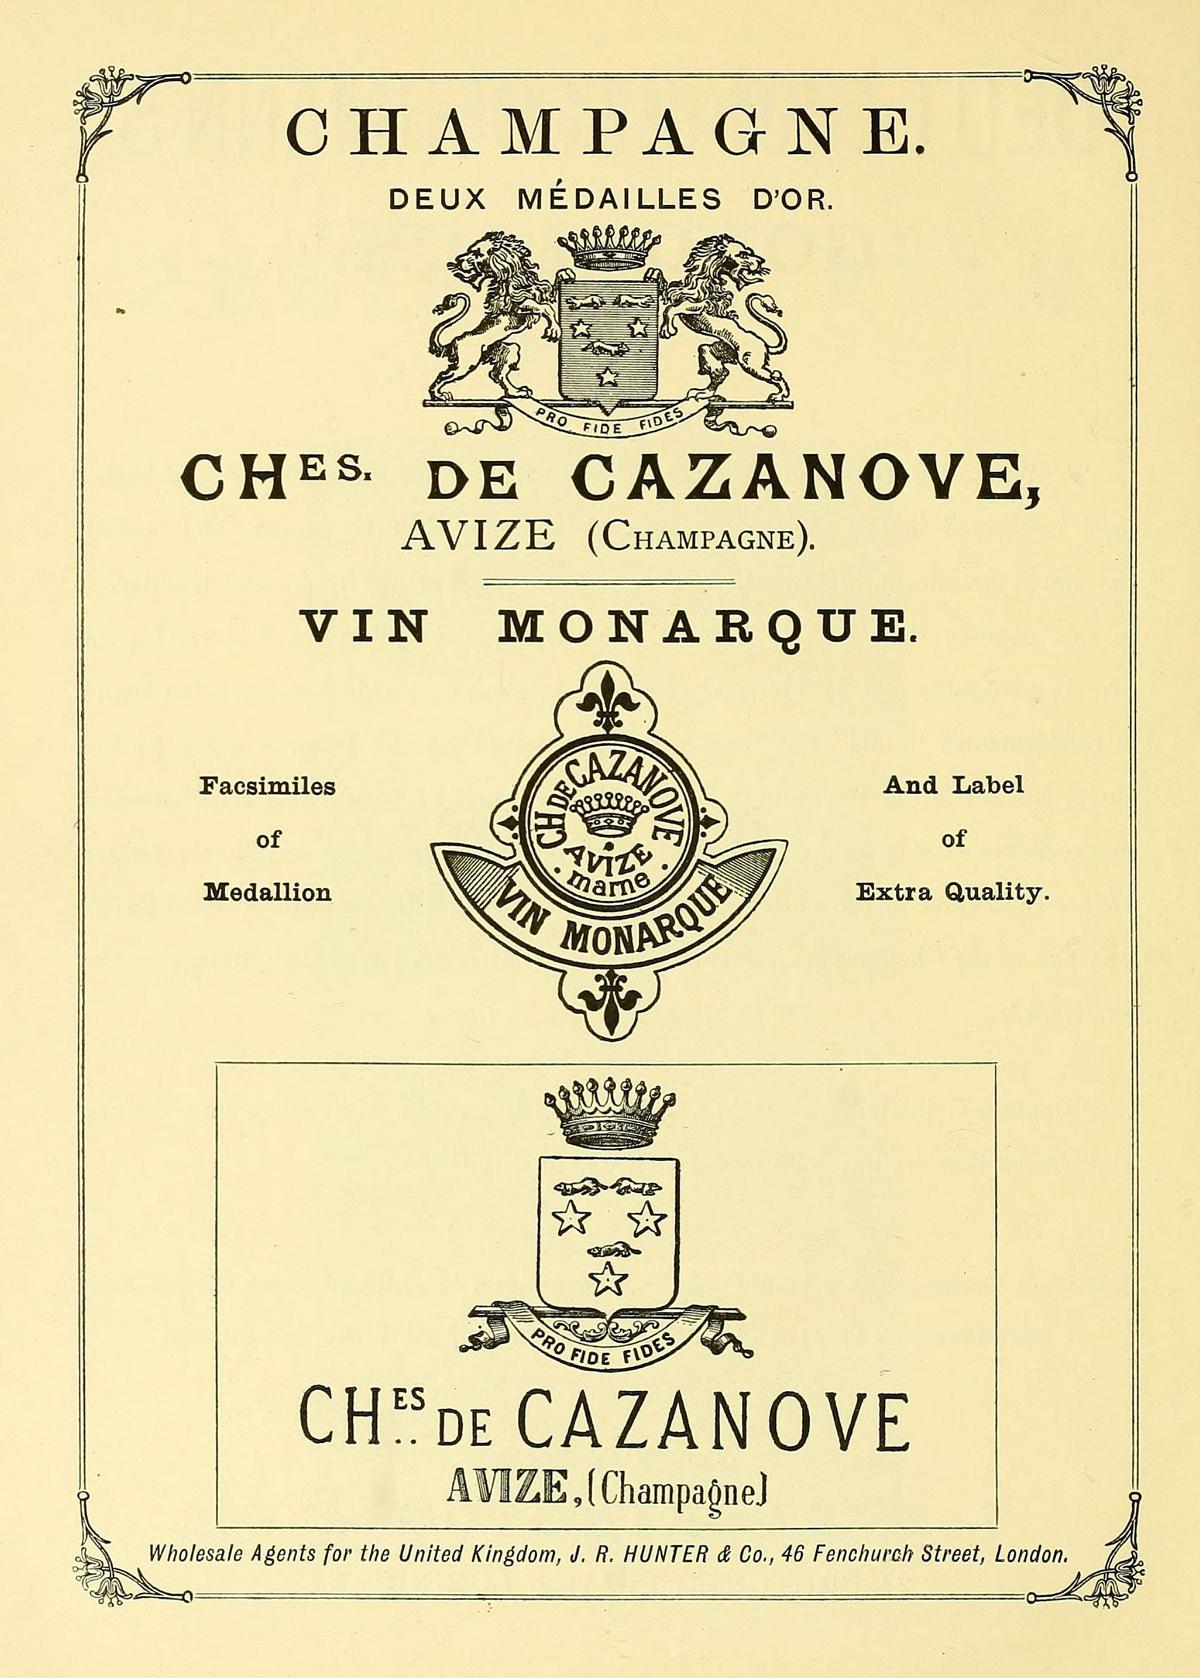 CHAMPAGNE.
DEUX MÉDAILLES D'OR.
PRO FIDE FIDES
CHES. DE CAZANOVE,
AVIZE (CHAMPAGNE).
VIN MONARQUE.
Facsimiles
of
Medallion
CH DE CAZANOVE
AVIZE
marne
VIN MONARQUE
And Label
of
Extra Quality.
PRO FIDE FIDES
CHES DE CAZANOVE
AVIZE, (Champagne)
Wholesale Agents for the United Kingdom, J. R. HUNTER & Co., 46 Fenchurch Street, London.